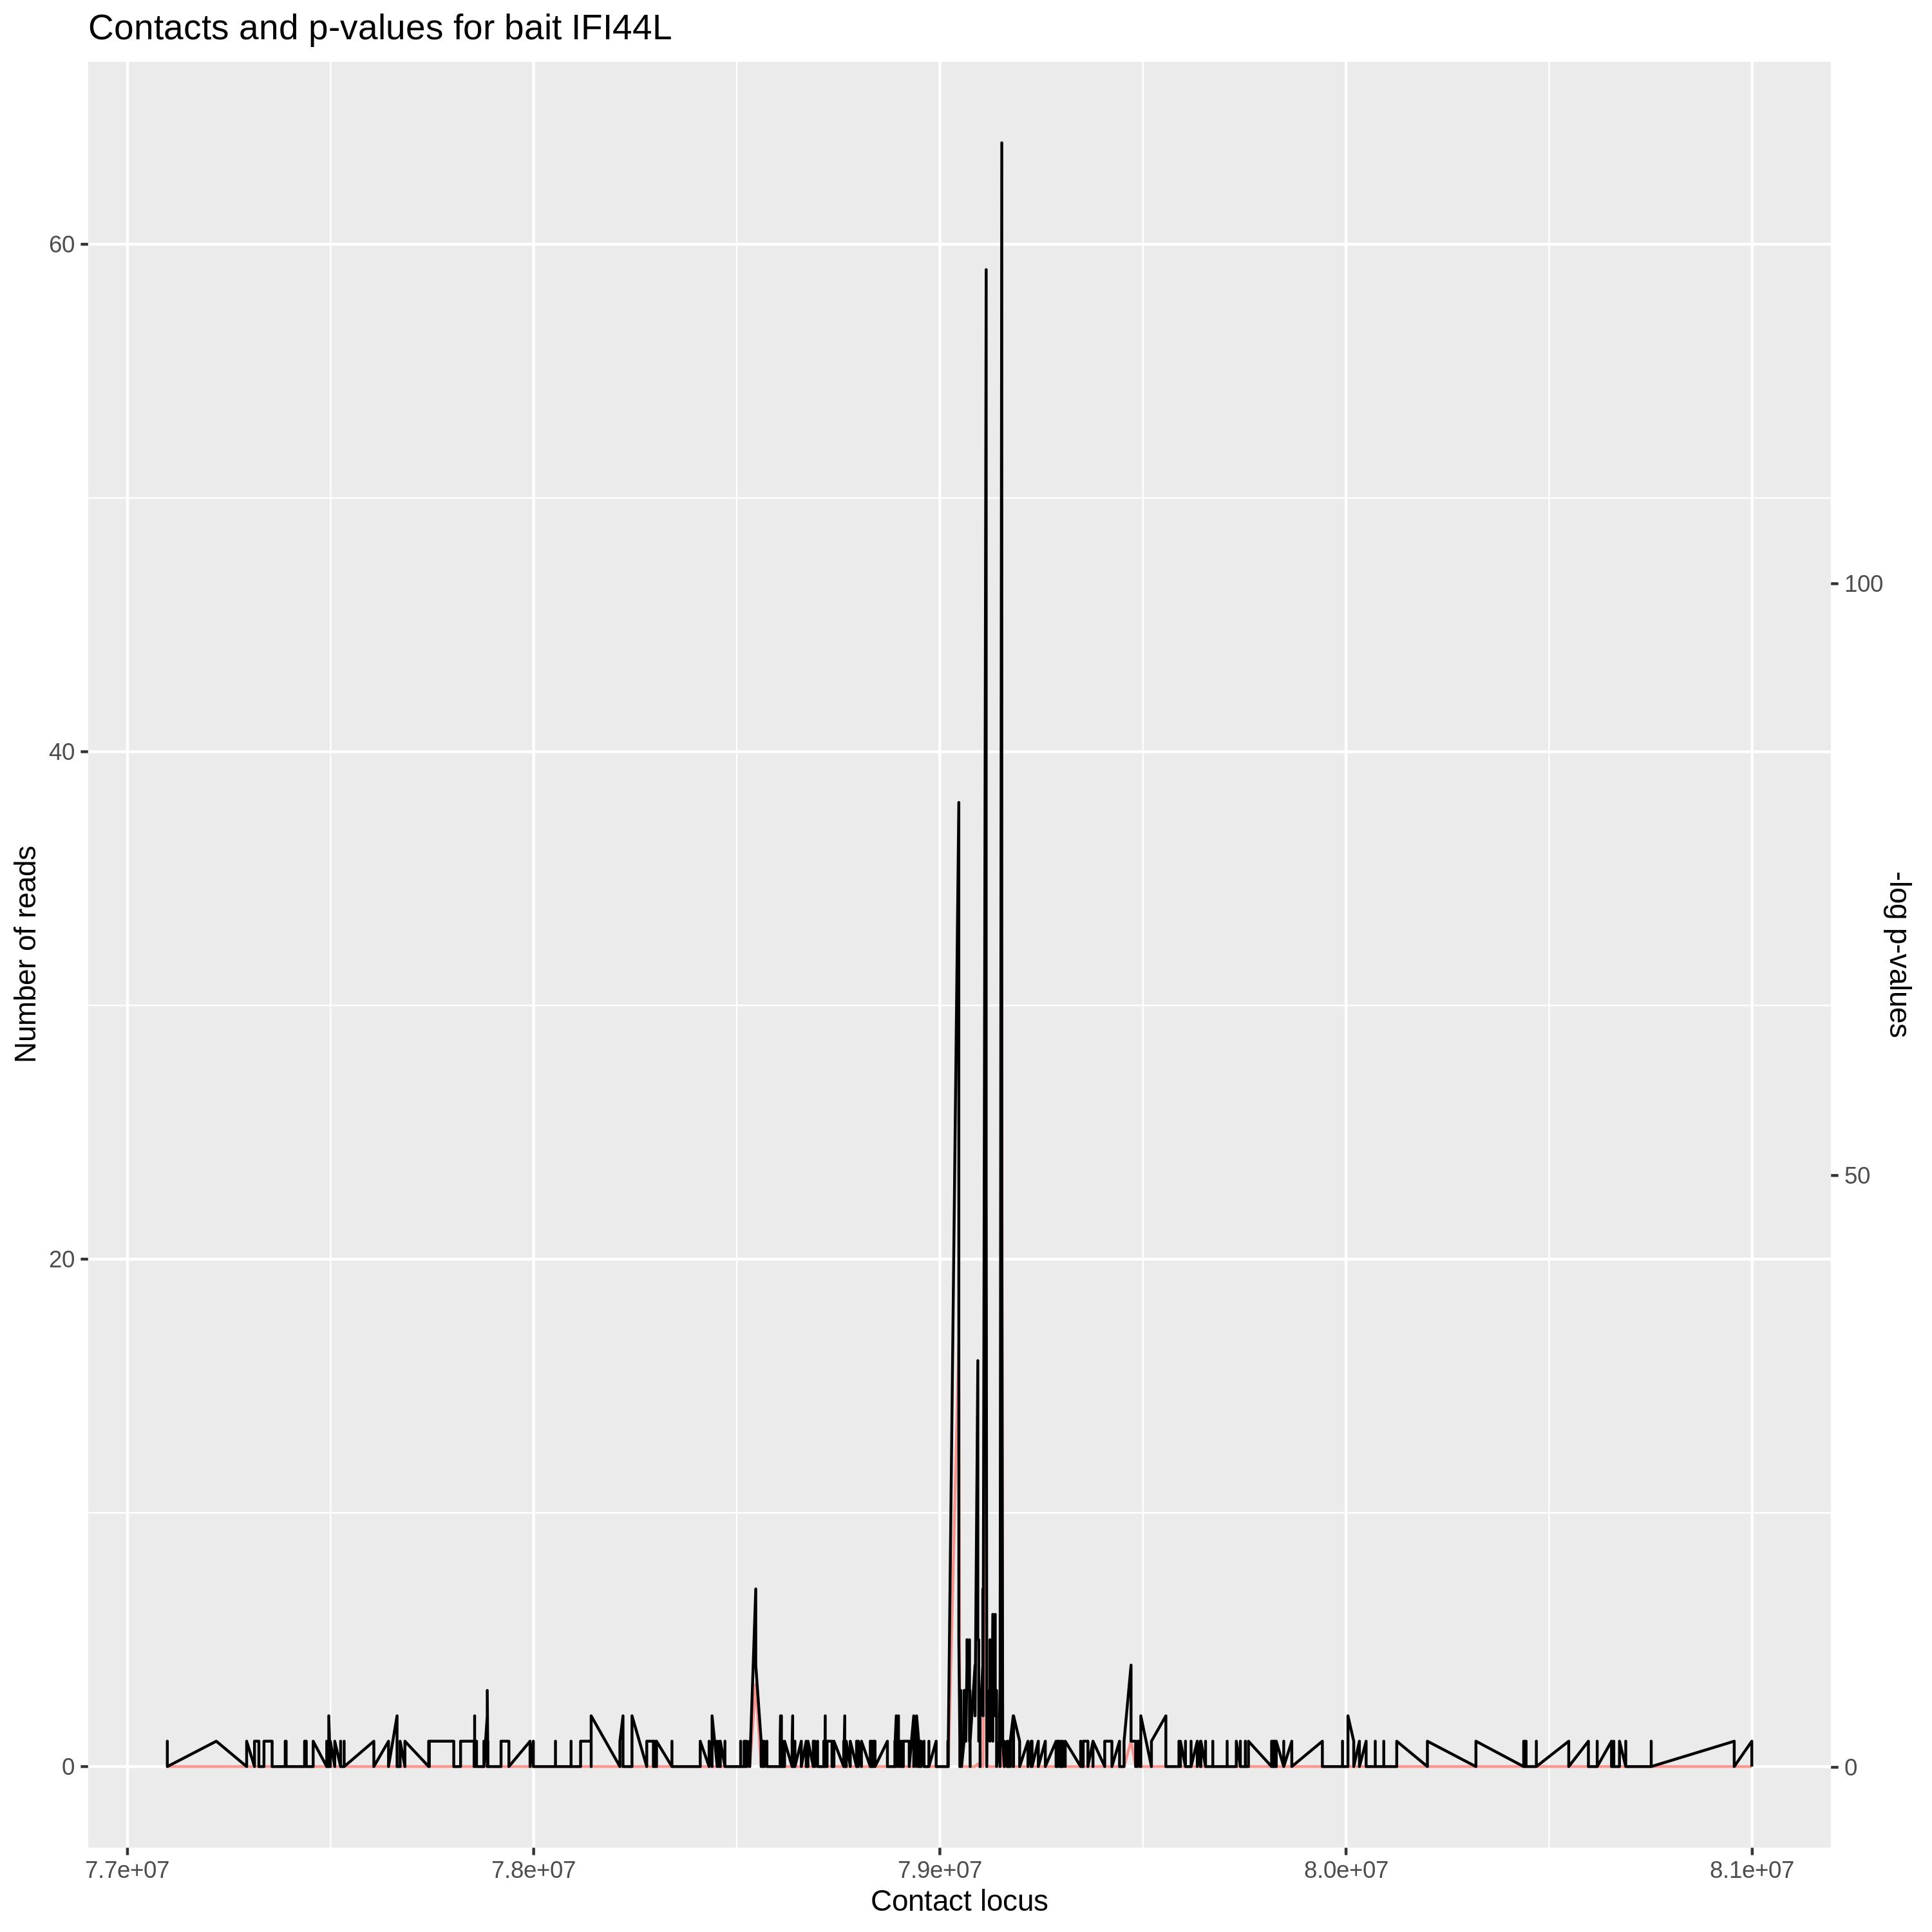 Contacts and p-values for bait IFI44L
60
40
20
0
Number of reads
100
50
0
-log p-values
7.7e+07 7.8e+07 7.9e+07 8.0e+07 8.1e+07
Contact locus